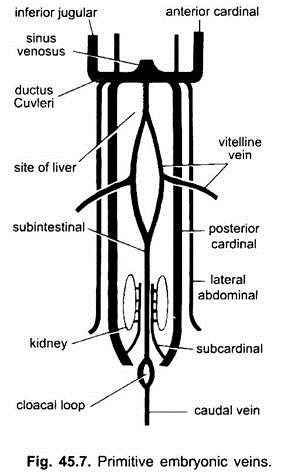 inferior jugular
anterior cardinal
sinus
venosus
ductus
Cuvleri
vitelline
vein
site of liver
subintestinal
posterior
cardinal
lateral
abdominal
kidney
subcardinal
cloacal loop
caudal vein
Fig. 45.7. Primitive embryonic veins.